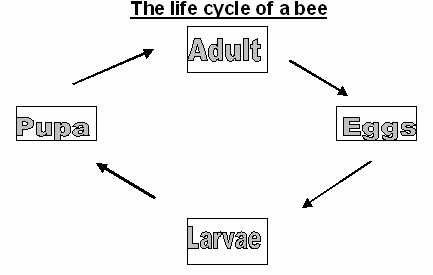 The life cycle of a bee
Adult
Pupa
Eggs
Larvae